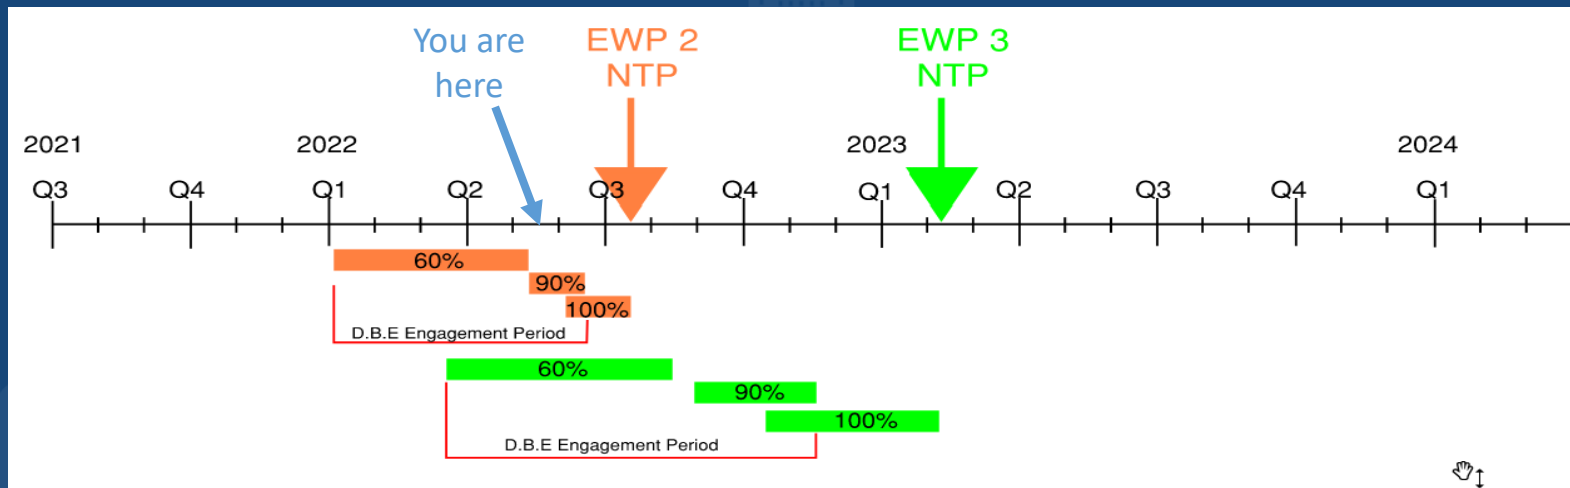 You are
here
EWP 2
NTP
EWP 3
NTP
2021
2022
2023
2024
Q3
Q4
Q1
Q2
Q3
Q4
Q1
Q2
Q3
Q4
Q1
60%
90%
100%
D.B.E Engagement Period
60%
90%
100%
D.B.E Engagement Period